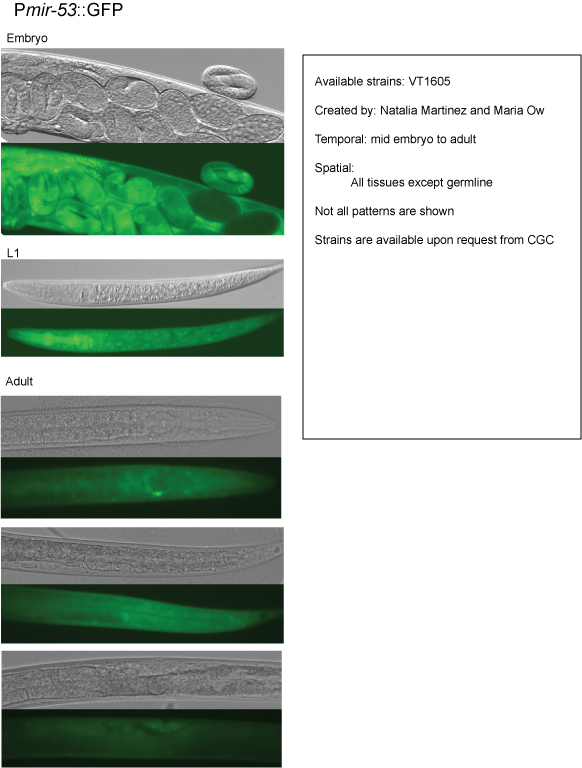 Pmir-53::GFP
Embryo
L1
Adult
Available strains: VT1605
Created by: Natalia Martinez and Maria Ow
Temporal: mid embryo to adult
Spatial:
All tissues except germline
Not all patterns are shown
Strains are available upon request from CGC